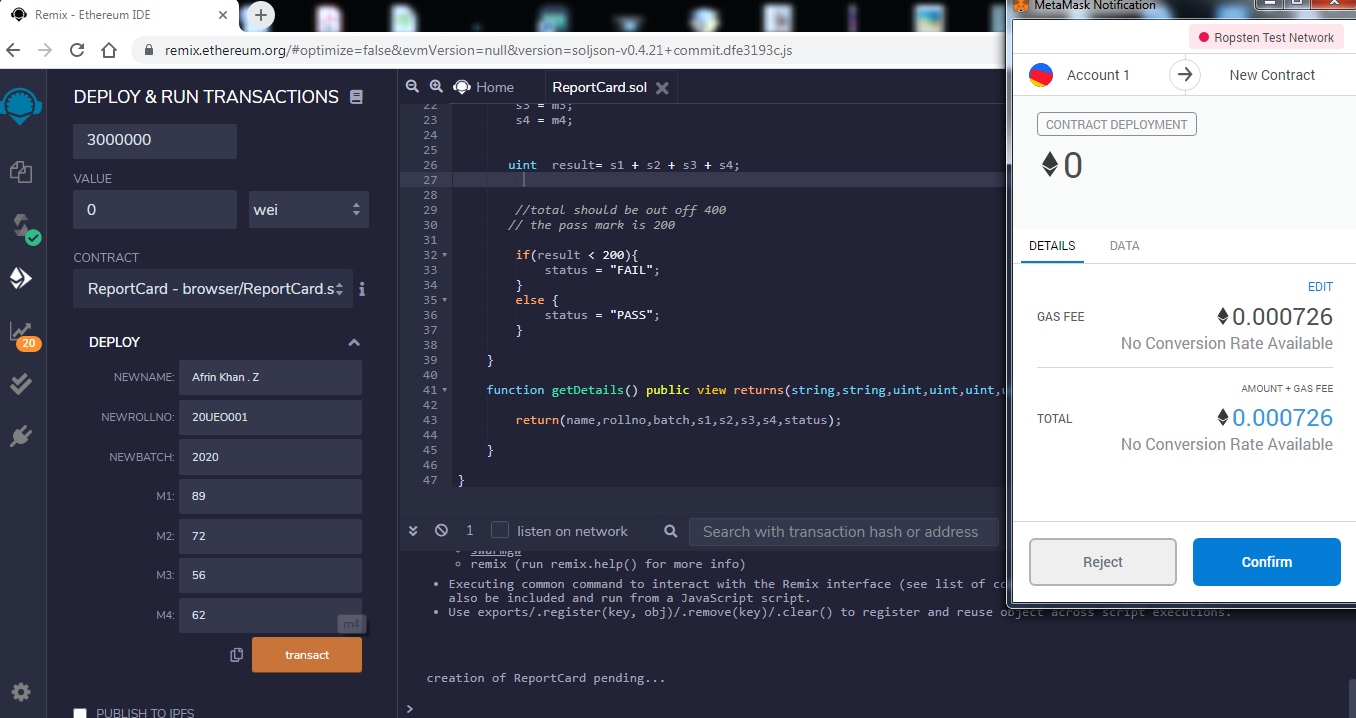 Remix - Ethereum IDE
remix.ethereum.org/#optimize=false&evmVersion=null&version=soljson-v0.4.21+commit.dfe3193c.js
DEPLOY & RUN TRANSACTIONS
3000000
VALUE
0
wei
CONTRACT
ReportCard - browser/ReportCard.s
20
DEPLOY
NEWNAME: Afrin Khan . Z
NEWROLLNO: 20UEO001
NEWBATCH: 2020
M1: 89
M2: 72
M3: 56
M4: 62
m4
transact
PUBLISH TO IPFS
Home
ReportCard.sol
22 s3 = m3;
23 s4 = m4;
24
25
26 uint  result= s1 + s2 + s3 + s4;
27
28
29 //total should be out off 400
30 // the pass mark is 200
31
32 if(result < 200){
33 status = "FAIL";
34 }
35 else {
36 status = "PASS";
37 }
38
39 }
40
41 function getDetails() public view returns(string,string,uint,uint,uint,
42
43 return(name,rollno,batch,s1,s2,s3,s4,status);
44
45 }
46
47 }
1
listen on network
Search with transaction hash or address
swarmgw
remix (run remix.help() for more info)
• Executing common command to interact with the Remix interface (see list of
also be included and run from a JavaScript script.
• Use exports/.register(key, obj)/.remove(key)/.clear() to register and reuse object across script executions.
creation of ReportCard pending...
>
MetaMask Notification
Ropsten Test Network
Account 1
New Contract
CONTRACT DEPLOYMENT
0
DETAILS
DATA
EDIT
GAS FEE
0.000726
No Conversion Rate Available
AMOUNT + GAS FEE
TOTAL
0.000726
No Conversion Rate Available
Reject
Confirm